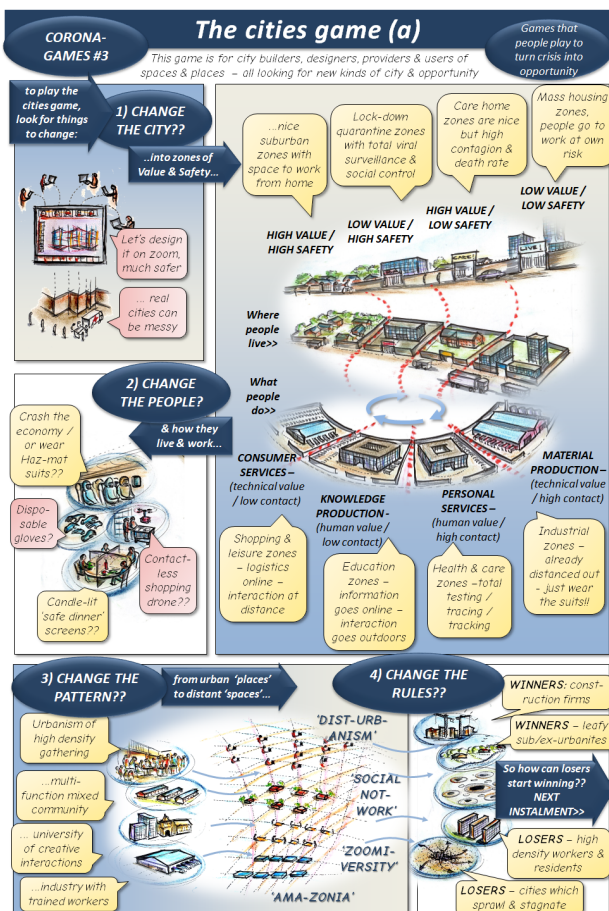 CORONA-
GAMES #3
The cities game (a)
Games that
people play to
turn crisis into
opportunity
This game is for city builders, designers, providers & users of
spaces & places – all looking for new kinds of city & opportunity
to play the
cities game,
look for things
to change:
1) CHANGE
THE CITY??
..into zones of
Value & Safety...
Let's design
it on zoom,
much safer
... real
cities can
be messy
...nice
suburban
zones with
space to work
from home
Lock-down
quarantine zones
with total viral
surveillance &
social control
Care home
zones are nice
but high
contagion &
death rate
Mass housing
zones,
people go to
work at own
risk
HIGH VALUE /
HIGH SAFETY
LOW VALUE /
HIGH SAFETY
HIGH VALUE /
LOW SAFETY
LOW VALUE /
LOW SAFETY
CARE!
LIVE!
Where
people
live>>
What
people
do>>
2) CHANGE
THE PEOPLE?
& how they
live & work...
Crash the
economy /
or wear
Haz-mat
suits??
Dispo-
sable
gloves?
Contact-
less
shopping
drone??
Candle-lit
'safe dinner'
screens??
CONSUMER
SERVICES –
(technical value
/ low contact)
KNOWLEDGE
PRODUCTION -
(human value /
low contact)
PERSONAL
SERVICES –
(human value /
high contact)
MATERIAL
PRODUCTION –
(technical value
/ high contact)
Shopping &
leisure zones
– logistics
online –
interaction at
distance
Education
zones –
information
goes online –
interaction
goes outdoors
Health & care
zones –total
testing /
tracing /
tracking
Industrial
zones –
already
distanced out
- just wear
the suits!!
3) CHANGE THE
PATTERN??
from urban 'places'
to distant 'spaces'...
Urbanism of
high density
gathering
...multi-
function mixed
community
... university
of creative
interactions
...industry with
trained workers
'DIST-URB-
ANISM'
'SOCIAL
NOT-
WORK'
'ZOOMI-
VERSITY'
'AMA-ZONIA'
4) CHANGE THE
RULES??
WINNERS: const-
ruction firms
WINNERS – leafy
sub/ex-urbanites
So how can losers
start winning??
NEXT
INSTALMENT>>
LOSERS – high
density workers &
residents
LOSERS – cities which
sprawl & stagnate